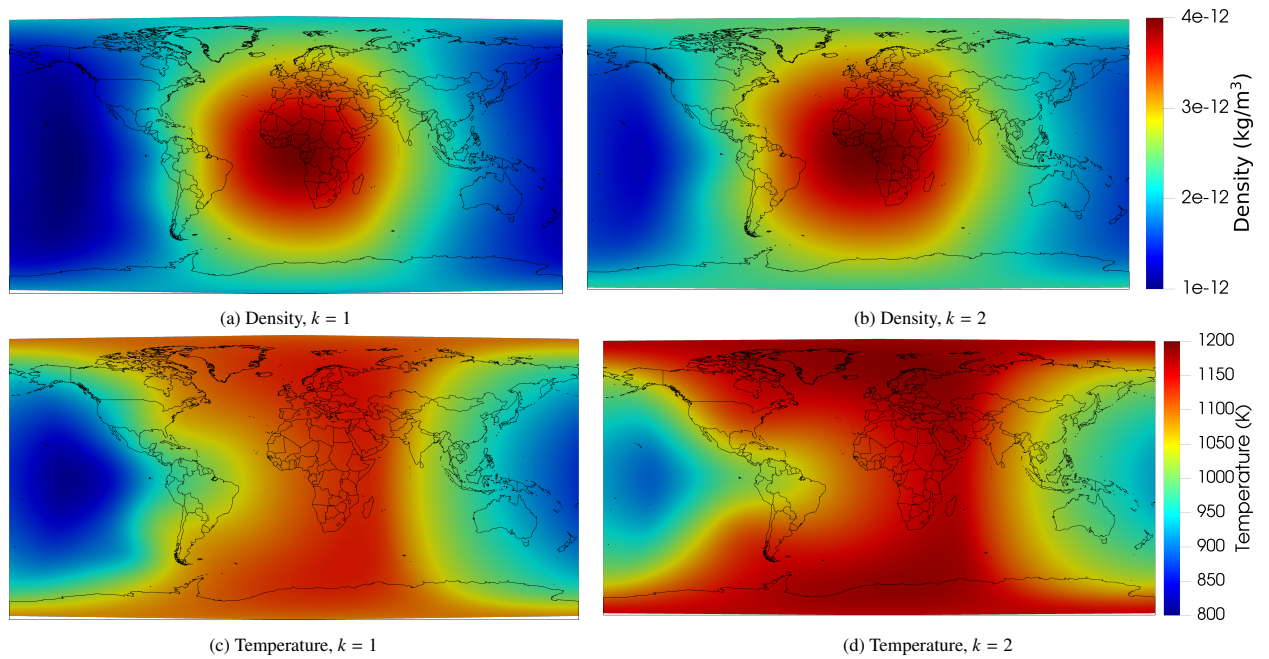 4e-12
3e-12
2e-12
1e-12
Density (kg/m³)
(a) Density, k = 1
(b) Density, k = 2
1200
1150
1100
1050
1000
950
900
850
800
Temperature (K)
(c) Temperature, k = 1
(d) Temperature, k = 2